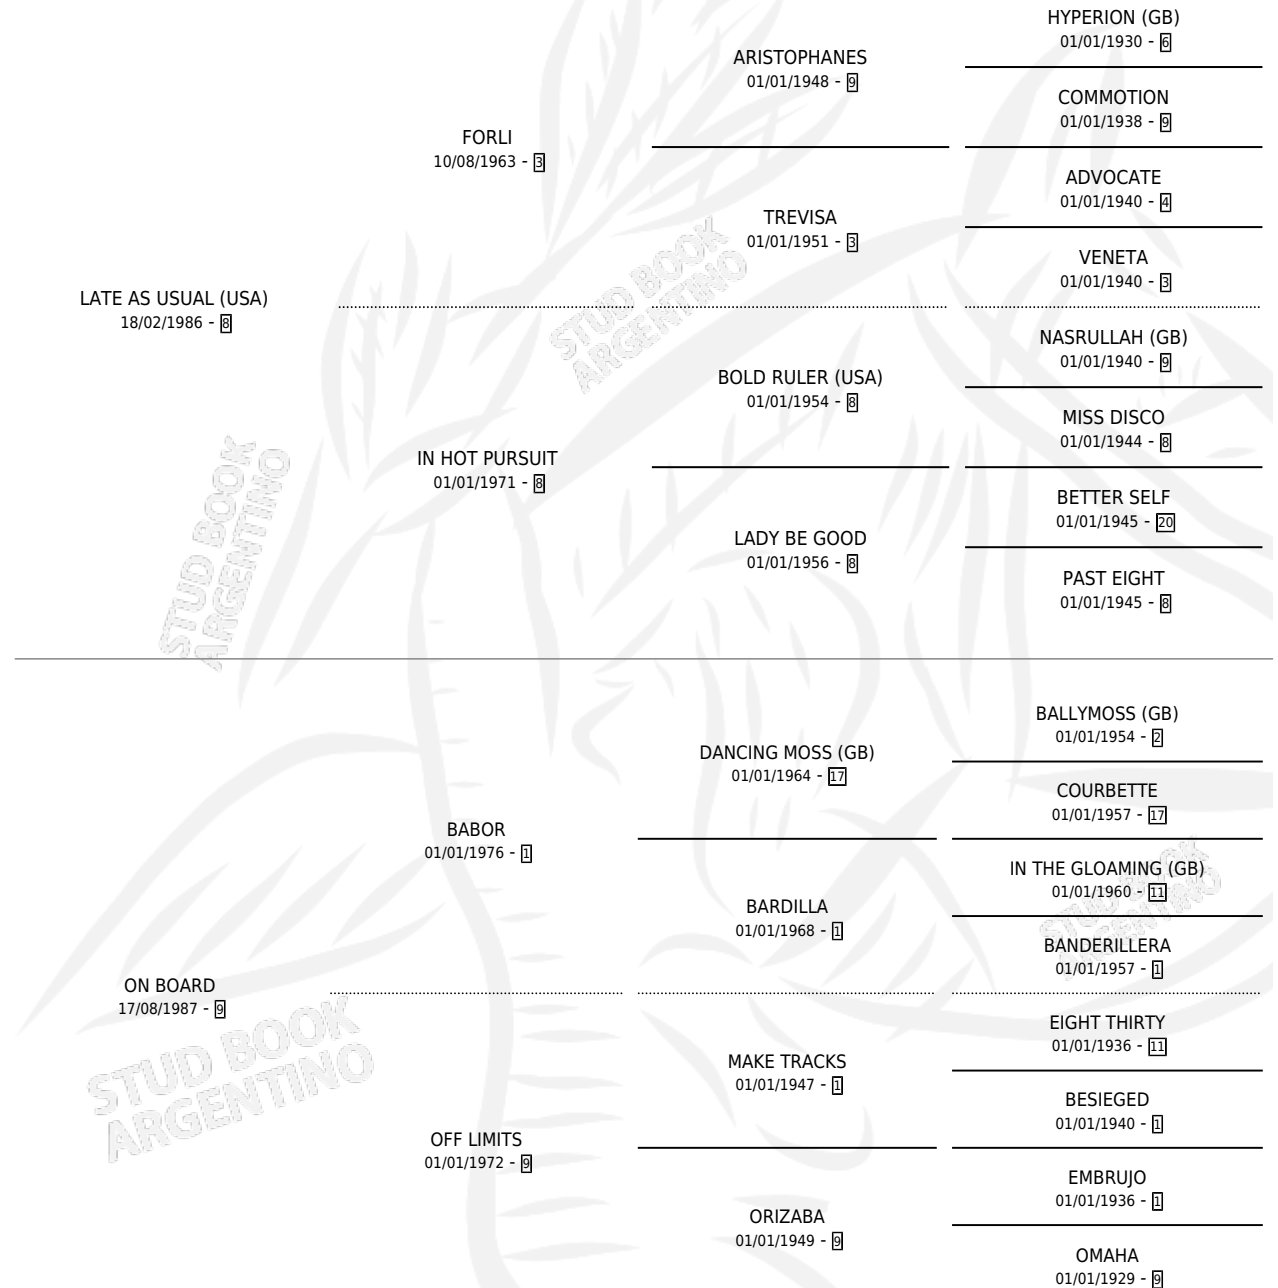 HYPERION (GB)
01/01/1930 - 6
ARISTOPHANES
01/01/1948 - 9
COMMOTION
01/01/1938 - 9
FORLI
10/08/1963 - 3
ADVOCATE
01/01/1940 - 4
TREVISA
01/01/1951 - 3
VENETA
01/01/1940 - 3
LATE AS USUAL (USA)
18/02/1986 - 8
NASRULLAH (GB)
01/01/1940 - 9
BOLD RULER (USA)
01/01/1954 - 8
MISS DISCO
01/01/1944 - 8
IN HOT PURSUIT
01/01/1971 - 8
BETTER SELF
01/01/1945 - 20
LADY BE GOOD
01/01/1956 - 8
PAST EIGHT
01/01/1945 - 8
BALLYMOSS (GB)
01/01/1954 - 2
DANCING MOSS (GB)
01/01/1964 - 17
COURBETTE
01/01/1957 - 17
BABOR
01/01/1976 - 1
IN THE GLOAMING (GB)
01/01/1960 - 11
BARDILLA
01/01/1968 - 1
BANDERILLERA
01/01/1957 - 1
ON BOARD
17/08/1987 - 9
EIGHT THIRTY
01/01/1936 - 11
MAKE TRACKS
01/01/1947 - 1
BESIEGED
01/01/1940 - 1
OFF LIMITS
01/01/1972 - 9
EMBRUJO
01/01/1936 - 1
ORIZABA
01/01/1949 - 9
OMAHA
01/01/1929 - 9
STUD BOOK
ARGENTINO
STUD BOOK
ARGENTINO
STUD BOOK
ARGENTINO
STUD BOOK
ARGENTINO